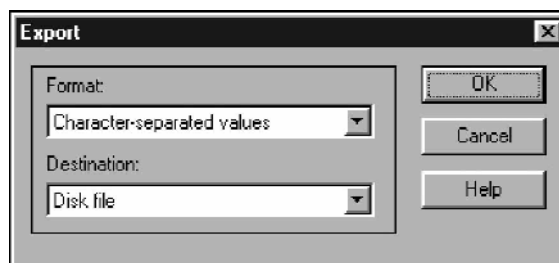 Export
Format:
Character-separated values
Destination:
Disk file
OK
Cancel
Help